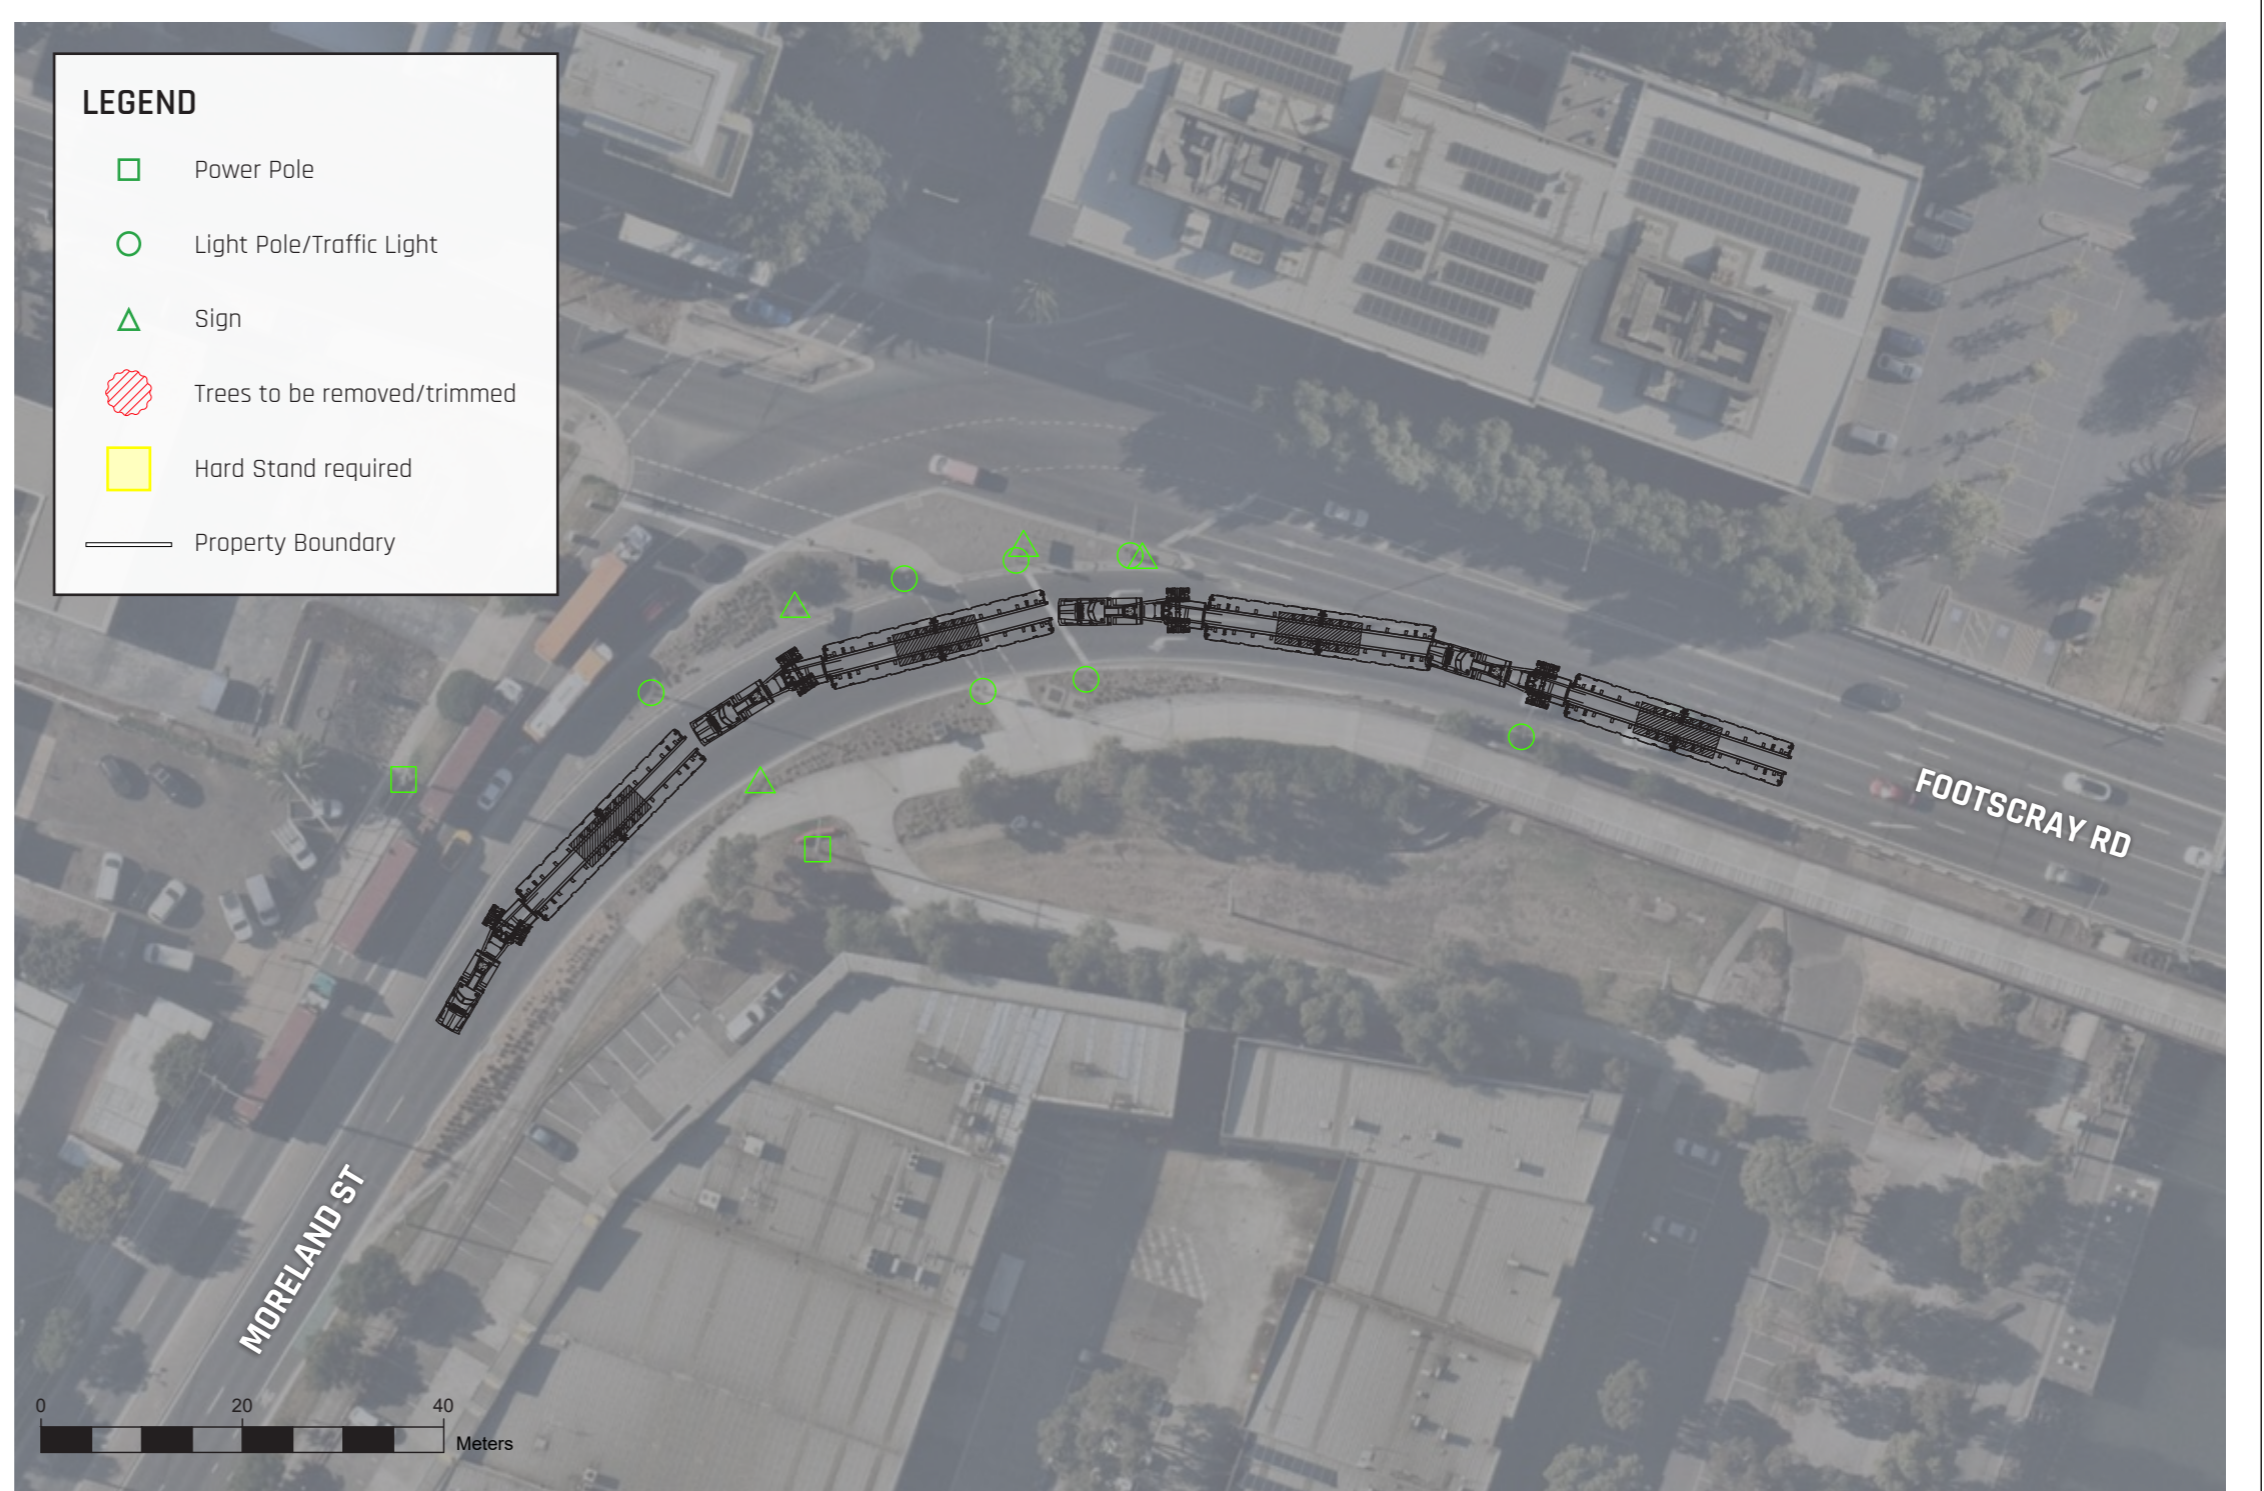 LEGEND
Power Pole
Light Pole/Traffic Light
Sign
Trees to be removed/trimmed
Hard Stand required
Property Boundary
FOOTSCRAY RD
MORELAND ST
0 20 40
Meters